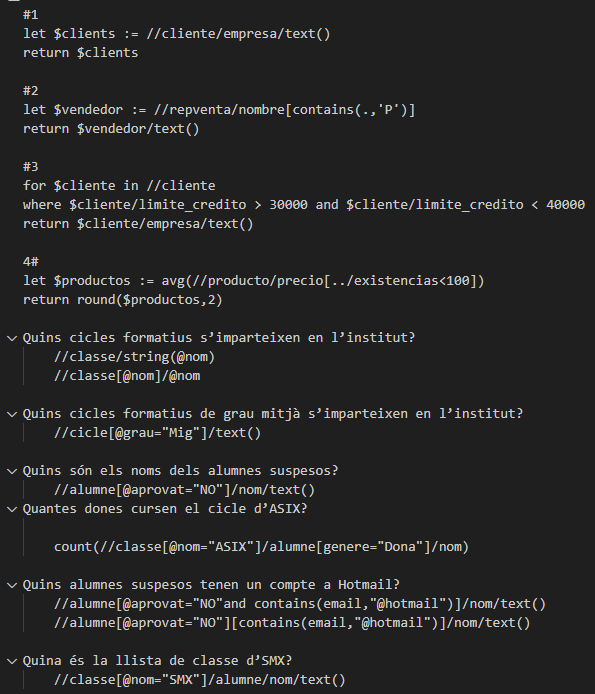 #1
let $clients := //cliente/empresa/text()
return $clients
#2
let $vendedor := //repventa/nombre[contains(.,'P')]
return $vendedor/text()
#3
for $cliente in //cliente
where $cliente/limite_credito > 30000 and $cliente/limite_credito < 40000
return $cliente/empresa/text()
4#
let $productos := avg(//producto/precio[../existencias<100])
return round($productos,2)
Quins cicles formatius s’imparteixen en l’institut?
//classe/string(@nom)
//classe[@nom]/@nom
Quins cicles formatius de grau mitjà s’imparteixen en l’institut?
//cicle[@grau="Mig"]/text()
Quins són els noms dels alumnes suspesos?
//alumne[@aprovat="NO"]/nom/text()
Quantes dones cursen el cicle d’ASIX?
count(//classe[@nom="ASIX"]/alumne[genere="Dona"]/nom)
Quins alumnes suspesos tenen un compte a Hotmail?
//alumne[@aprovat="NO"and contains(email,"@hotmail")]/nom/text()
//alumne[@aprovat="NO"][contains(email,"@hotmail")]/nom/text()
Quina és la llista de classe d’SMX?
//classe[@nom="SMX"]/alumne/nom/text()